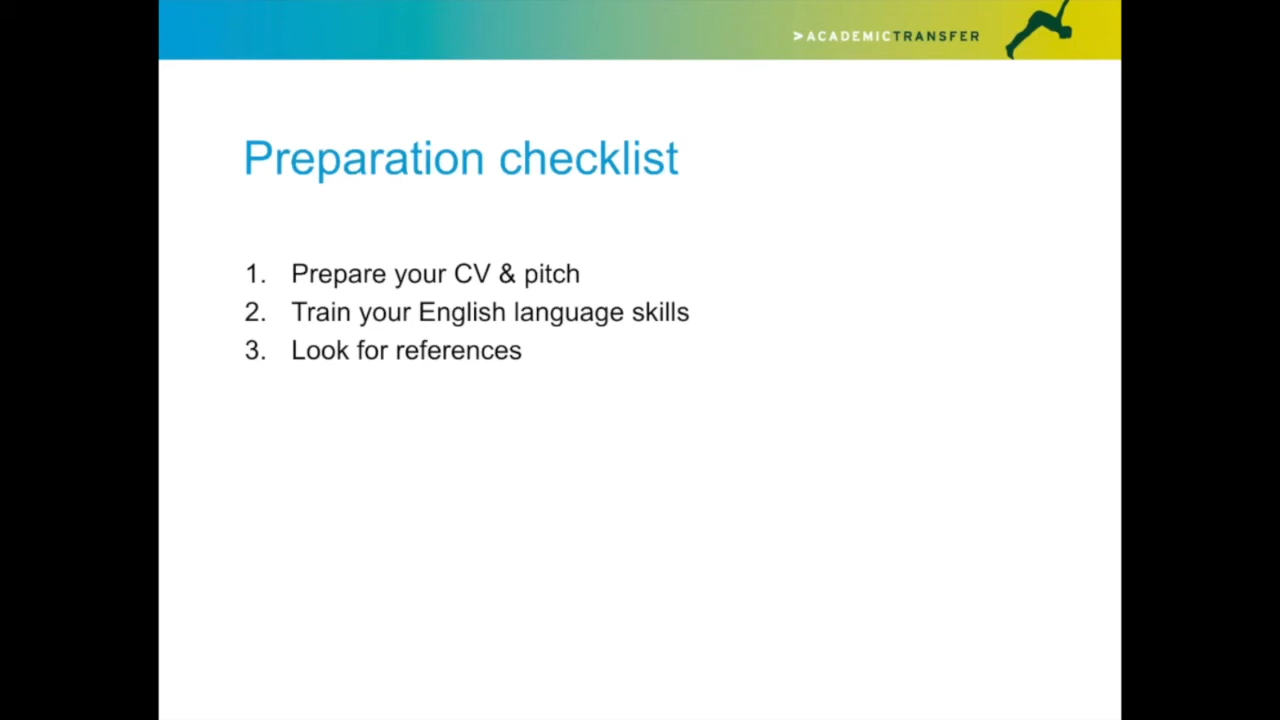 >ACADEMICTRANSFER
Preparation checklist
1. Prepare your CV & pitch
2. Train your English language skills
3. Look for references